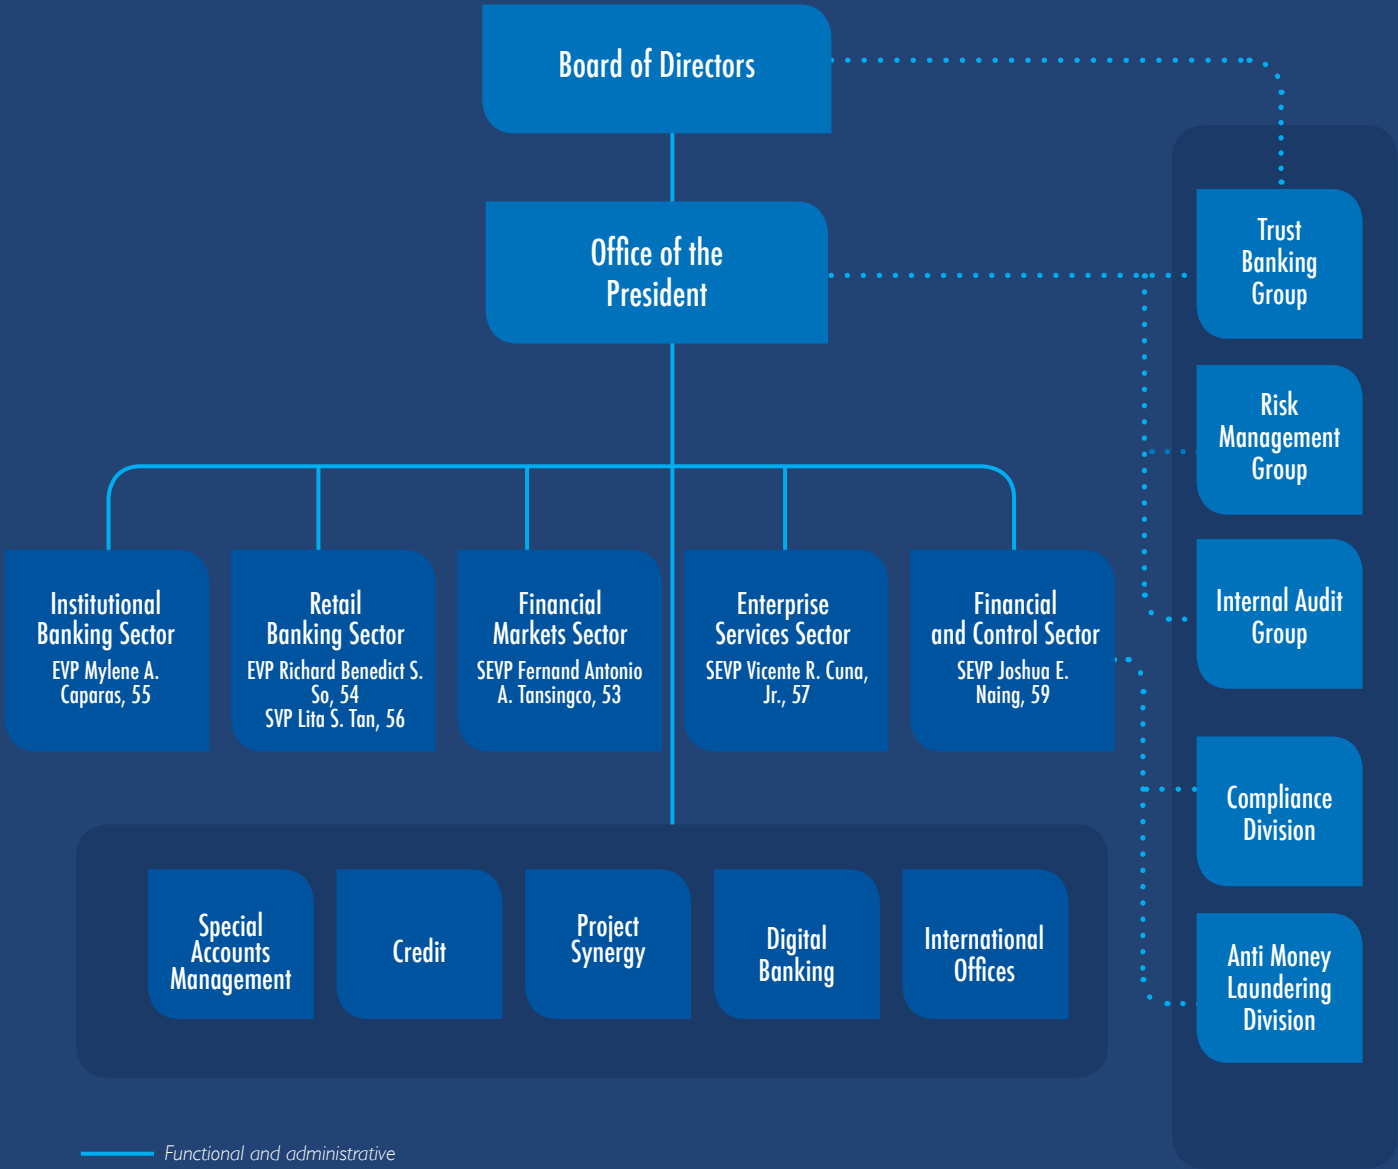 Board of Directors
Office of the
President
Trust
Banking
Group
Risk
Management
Group
Internal Audit
Group
Compliance
Division
Anti Money
Laundering
Division
Institutional
Banking Sector
EVP Mylene A.
Caparas, 55
Retail
Banking Sector
EVP Richard Benedict S.
So, 54
SVP Lita S. Tan, 56
Financial
Markets Sector
SEVP Fernand Antonio
A. Tansingco, 53
Enterprise
Services Sector
SEVP Vicente R. Cuna,
Jr., 57
Financial
and Control Sector
SEVP Joshua E.
Naing, 59
Special
Accounts
Management
Credit
Project
Synergy
Digital
Banking
International
Offices
Functional and administrative